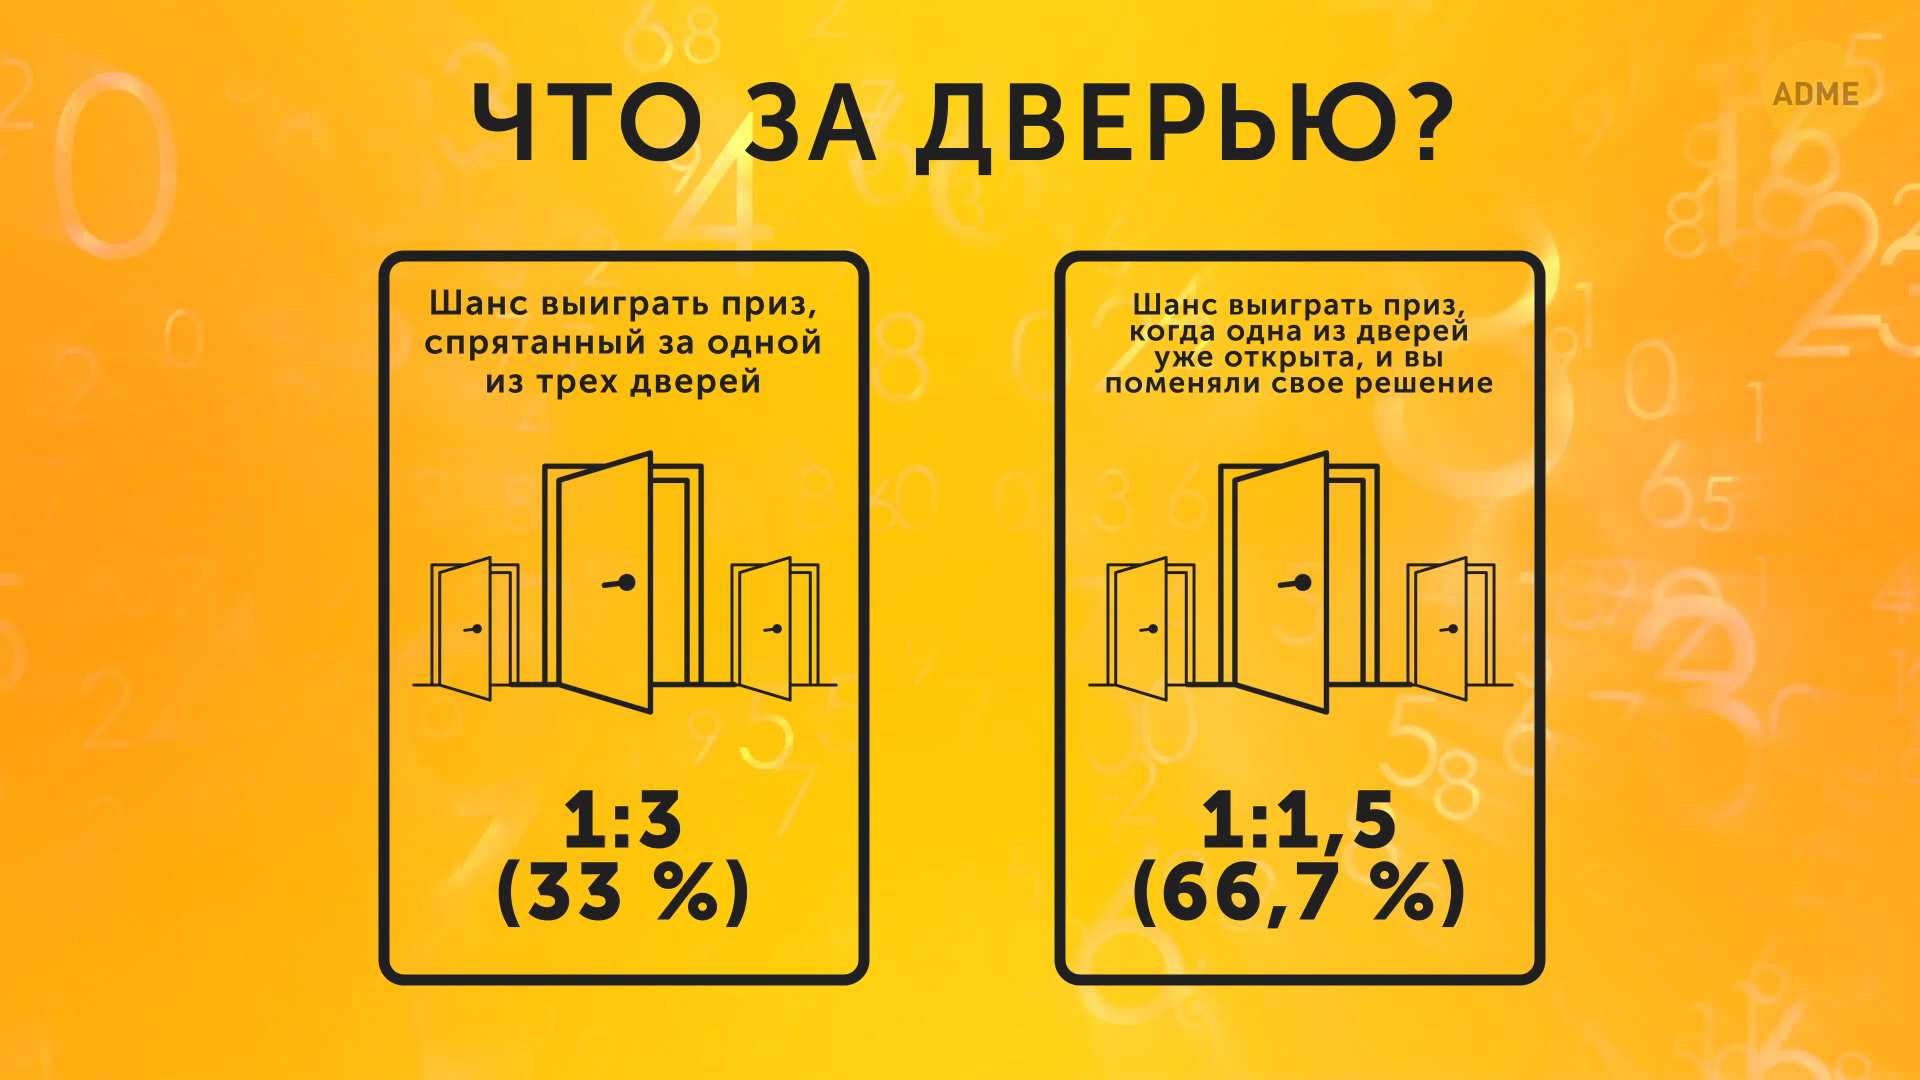 ЧТО ЗА ДВЕРЬЮ?
ADME
Шанс выиграть приз,
спрятанный за одной
из трех дверей
1:3
(33 %)
Шанс выиграть приз,
когда одна из дверей
уже открыта, и вы
поменяли свое решение
1:1,5
(66,7 %)